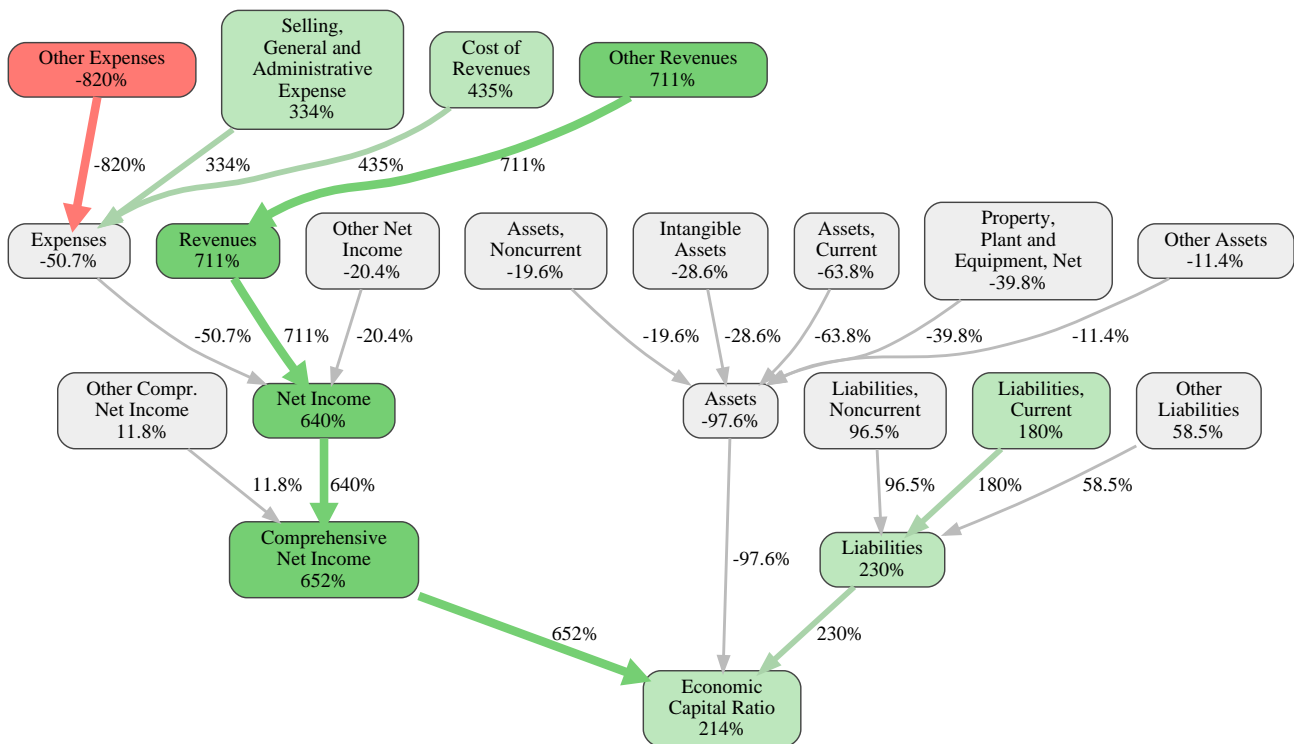 Other Expenses
-820%
Selling,
General and
Administrative
Expense
334%
Cost of
Revenues
435%
Other Revenues
711%
-820%
334%
435%
711%
Expenses
-50.7%
Revenues
711%
Other Net
Income
-20.4%
Assets,
Noncurrent
-19.6%
Intangible
Assets
-28.6%
Assets,
Current
-63.8%
Property,
Plant and
Equipment, Net
-39.8%
Other Assets
-11.4%
-50.7%
711%
-20.4%
-19.6%
-28.6%
-63.8%
-39.8%
-11.4%
Other Compr.
Net Income
11.8%
Net Income
640%
Assets
-97.6%
Liabilities,
Noncurrent
96.5%
Liabilities,
Current
180%
Other
Liabilities
58.5%
11.8%
640%
96.5%
180%
58.5%
Comprehensive
Net Income
652%
-97.6%
Liabilities
230%
652%
230%
Economic
Capital Ratio
214%